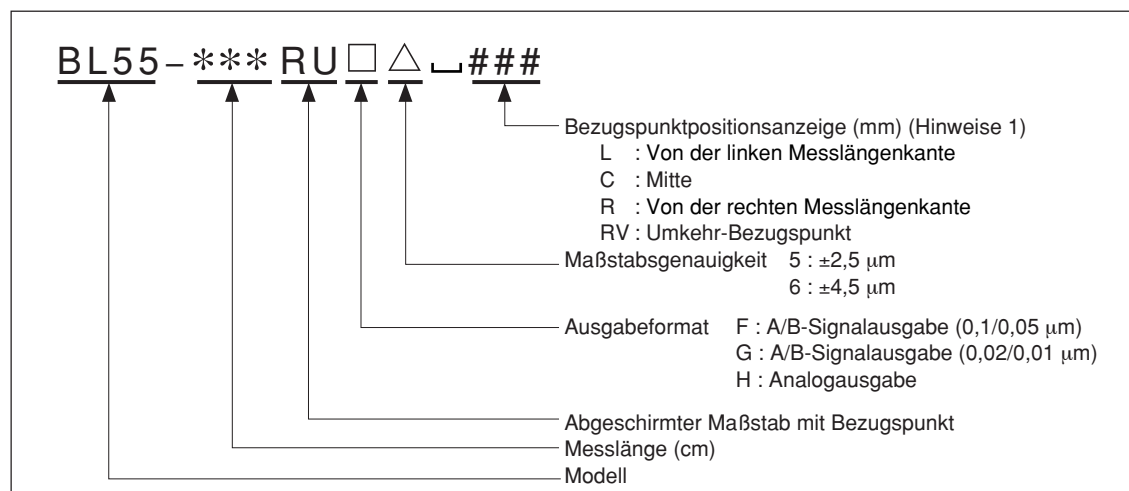 BL55–***RU□△⎵###
Bezugspunktpositionsanzeige (mm) (Hinweise 1)
L : Von der linken Messlängenkante
C : Mitte
R : Von der rechten Messlängenkante
RV : Umkehr-Bezugspunkt
Maßstabsgenauigkeit 5 : ±2,5 µm
6 : ±4,5 µm
Ausgabeformat F : A/B-Signalausgabe (0,1/0,05 µm)
G : A/B-Signalausgabe (0,02/0,01 µm)
H : Analogausgabe
Abgeschirmter Maßstab mit Bezugspunkt
Messlänge (cm)
Modell